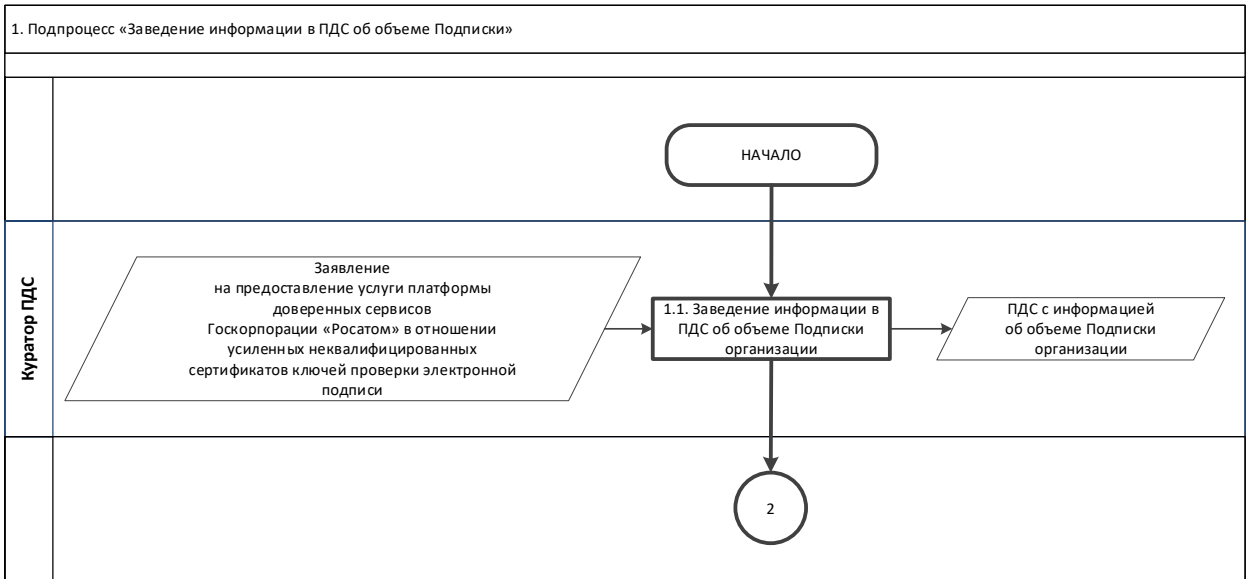 1. Подпроцесс «Заведение информации в ПДС об объеме Подписки»
НАЧАЛО
Куратор ПДС
Заявление
на предоставление услуги платформы
доверенных сервисов
Госкорпорации «Росатом» в отношении
усиленных неквалифицированных
сертификатов ключей проверки электронной
подписи
1.1. Заведение информации в
ПДС об объеме Подписки
организации
ПДС с информацией
об объеме Подписки
организации
2